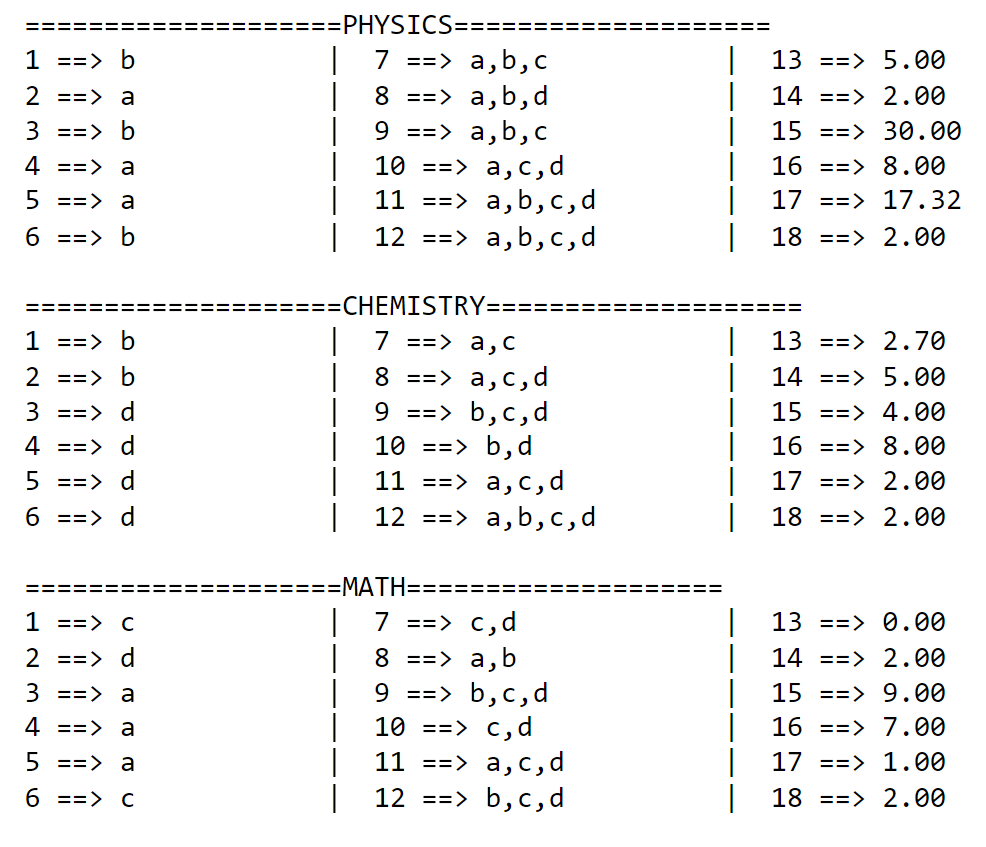 ====================PHYSICS====================
1 ==> b | 7 ==> a,b,c | 13 ==> 5.00
2 ==> a | 8 ==> a,b,d | 14 ==> 2.00
3 ==> b | 9 ==> a,b,c | 15 ==> 30.00
4 ==> a | 10 ==> a,c,d | 16 ==> 8.00
5 ==> a | 11 ==> a,b,c,d | 17 ==> 17.32
6 ==> b | 12 ==> a,b,c,d | 18 ==> 2.00
====================CHEMISTRY====================
1 ==> b | 7 ==> a,c | 13 ==> 2.70
2 ==> b | 8 ==> a,c,d | 14 ==> 5.00
3 ==> d | 9 ==> b,c,d | 15 ==> 4.00
4 ==> d | 10 ==> b,d | 16 ==> 8.00
5 ==> d | 11 ==> a,c,d | 17 ==> 2.00
6 ==> d | 12 ==> a,b,c,d | 18 ==> 2.00
====================MATH====================
1 ==> c | 7 ==> c,d | 13 ==> 0.00
2 ==> d | 8 ==> a,b | 14 ==> 2.00
3 ==> a | 9 ==> b,c,d | 15 ==> 9.00
4 ==> a | 10 ==> c,d | 16 ==> 7.00
5 ==> a | 11 ==> a,c,d | 17 ==> 1.00
6 ==> c | 12 ==> b,c,d | 18 ==> 2.00